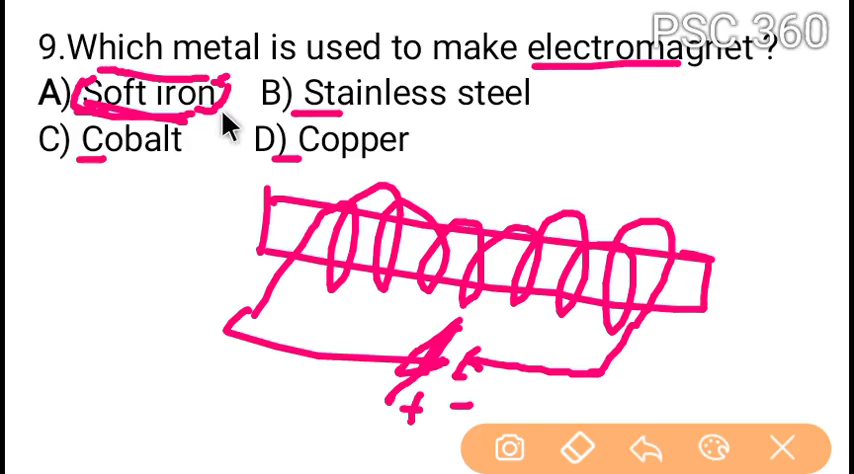 PSC 360
9.Which metal is used to make electromagnet ?
A) Soft iron B) Stainless steel
C) Cobalt D) Copper
+ -